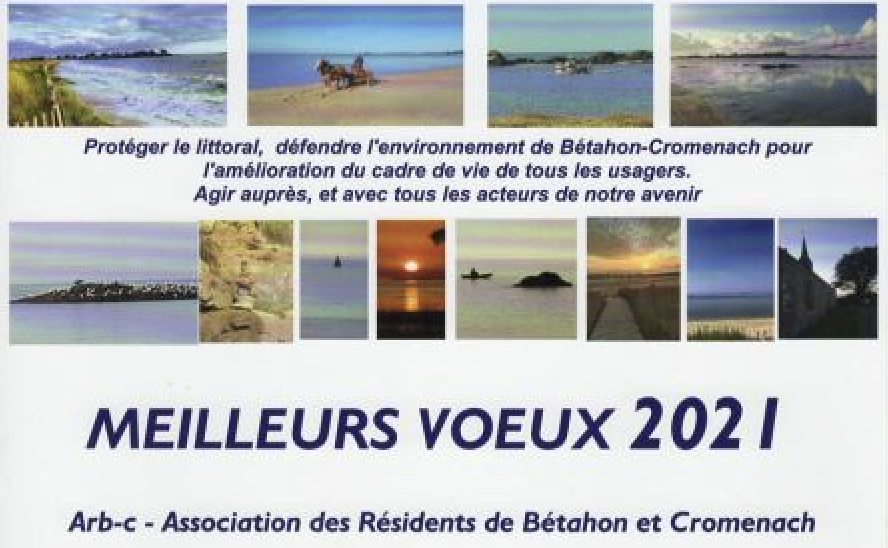 Protéger le littoral, défendre l'environnement de Bétahon-Cromenach pour
l'amélioration du cadre de vie de tous les usagers.
Agir auprès, et avec tous les acteurs de notre avenir
MEILLEURS VOEUX 2021
Arb-c - Association des Résidents de Bétahon et Cromenach